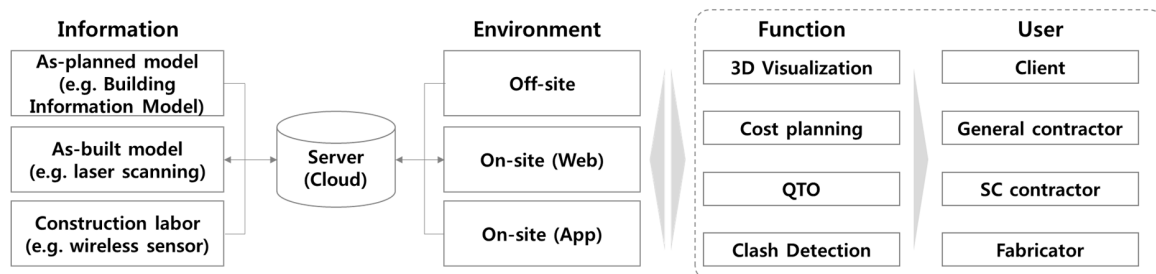 Information
As-planned model
(e.g. Building
Information Model)
As-built model
(e.g. laser scanning)
Construction labor
(e.g. wireless sensor)
Server
(Cloud)
Environment
Off-site
On-site (Web)
On-site (App)
Function
3D Visualization
Cost planning
QTO
Clash Detection
User
Client
General contractor
SC contractor
Fabricator